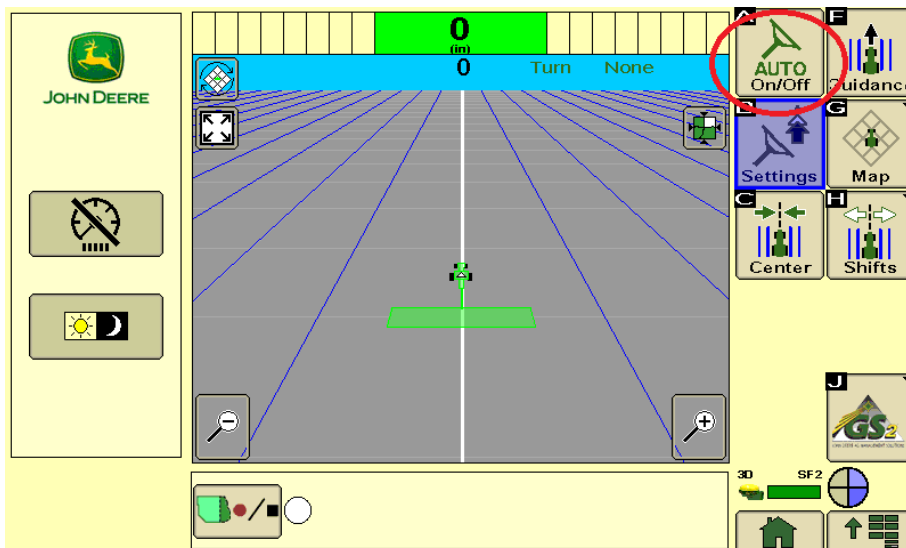 JOHN DEERE
0
(in)
0 Turn None
A
AUTO
On/Off
F
Guidance
Settings
G
Map
C
Center
H
Shifts
J
GS2
3D SF2